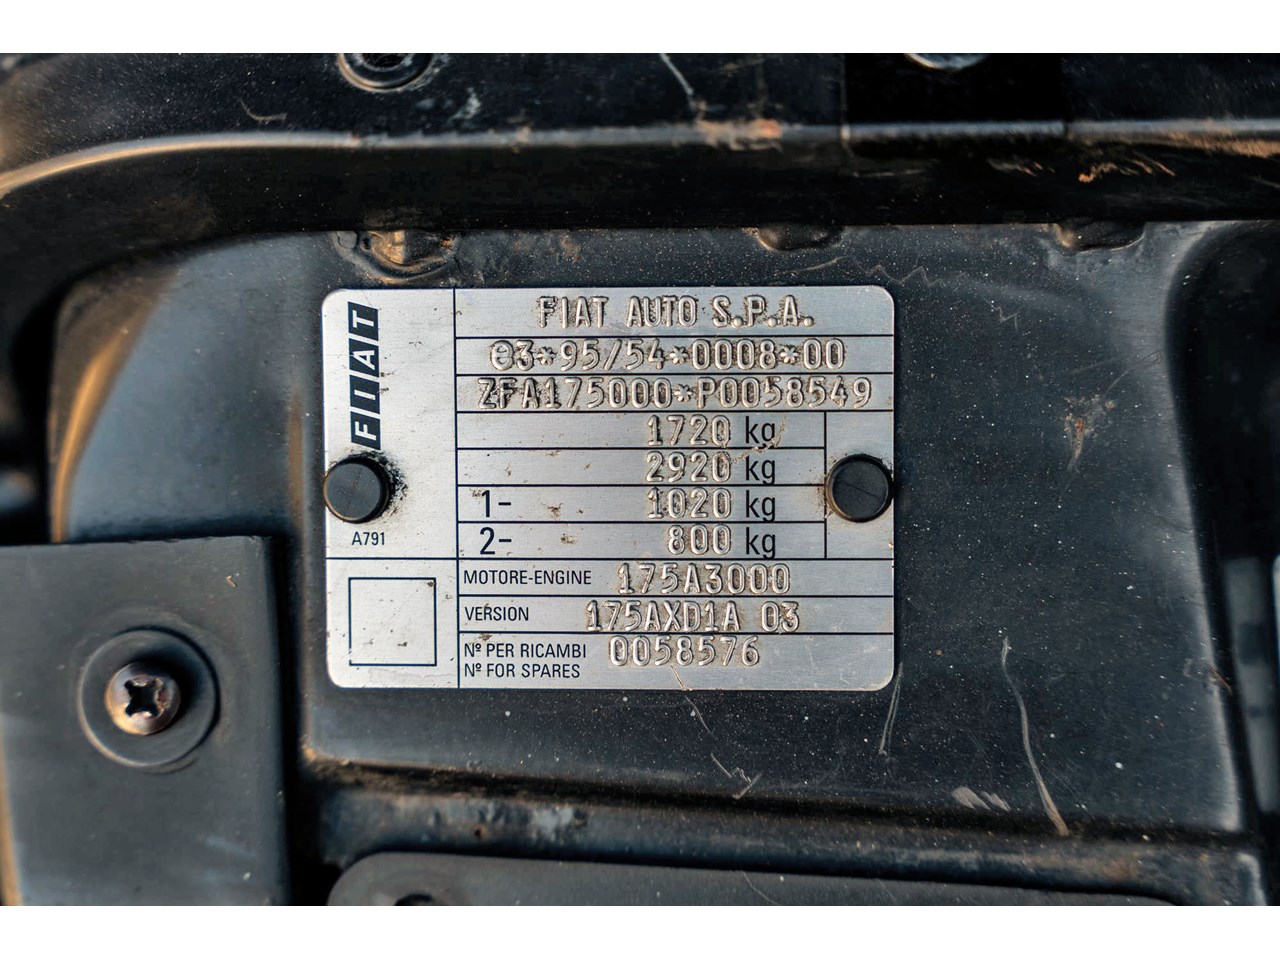 FIAT
FIAT AUTO S.P.A.
e3*95/54*0008*00
ZFA175000*P0058549
1720 kg
2920 kg
1- 1020 kg
2- 800 kg
A791
MOTORE-ENGINE 175A3000
VERSION 175AXD1A 03
Nº PER RICAMBI 0058576
Nº FOR SPARES